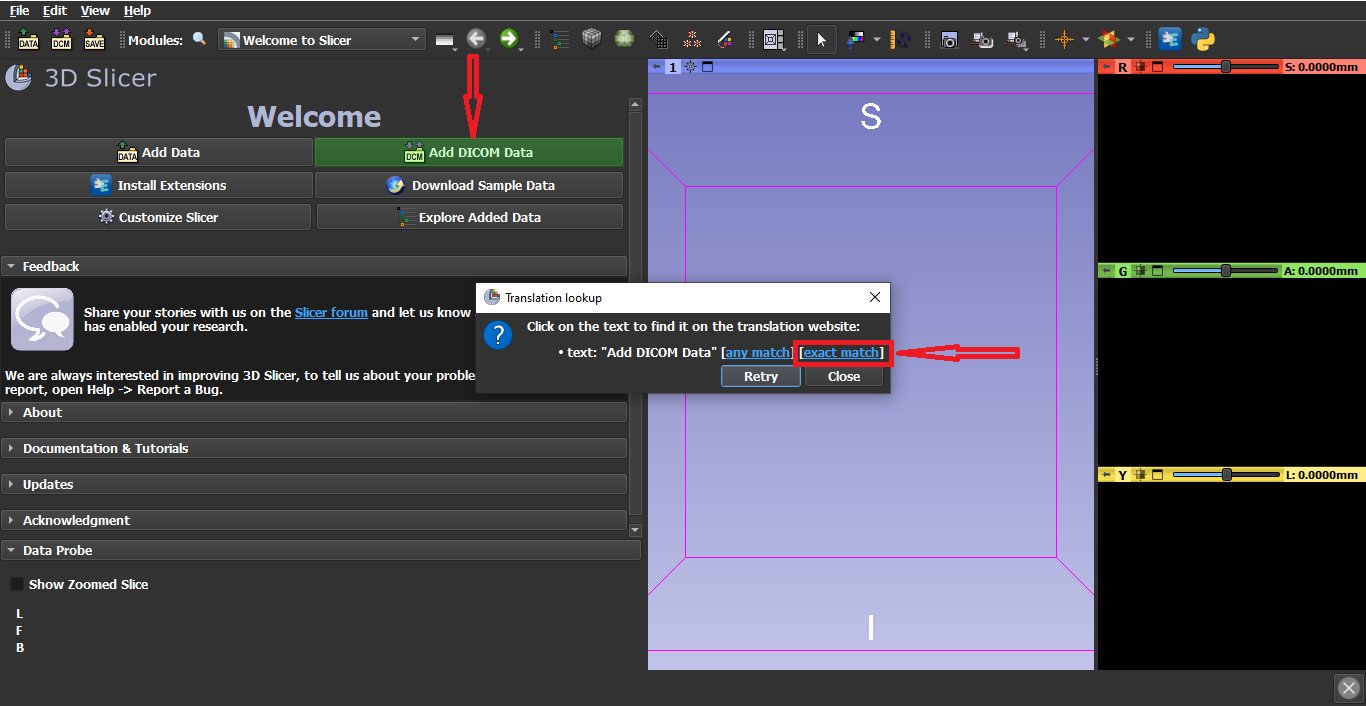 File Edit View Help
DATA DCM SAVE Modules: Welcome to Slicer
3D Slicer
Welcome
DATA Add Data
DCM Add DICOM Data
Install Extensions
Download Sample Data
Customize Slicer
Explore Added Data
Feedback
Share your stories with us on the Slicer forum and let us know
has enabled your research.
We are always interested in improving 3D Slicer, to tell us about your proble
report, open Help -> Report a Bug.
About
Documentation & Tutorials
Updates
Acknowledgment
Data Probe
Show Zoomed Slice
L
F
B
1
S
I
Translation lookup
Click on the text to find it on the translation website:
• text: "Add DICOM Data" [any match] [exact match]
Retry Close
R S: 0.0000mm
G A: 0.0000mm
Y L: 0.0000mm